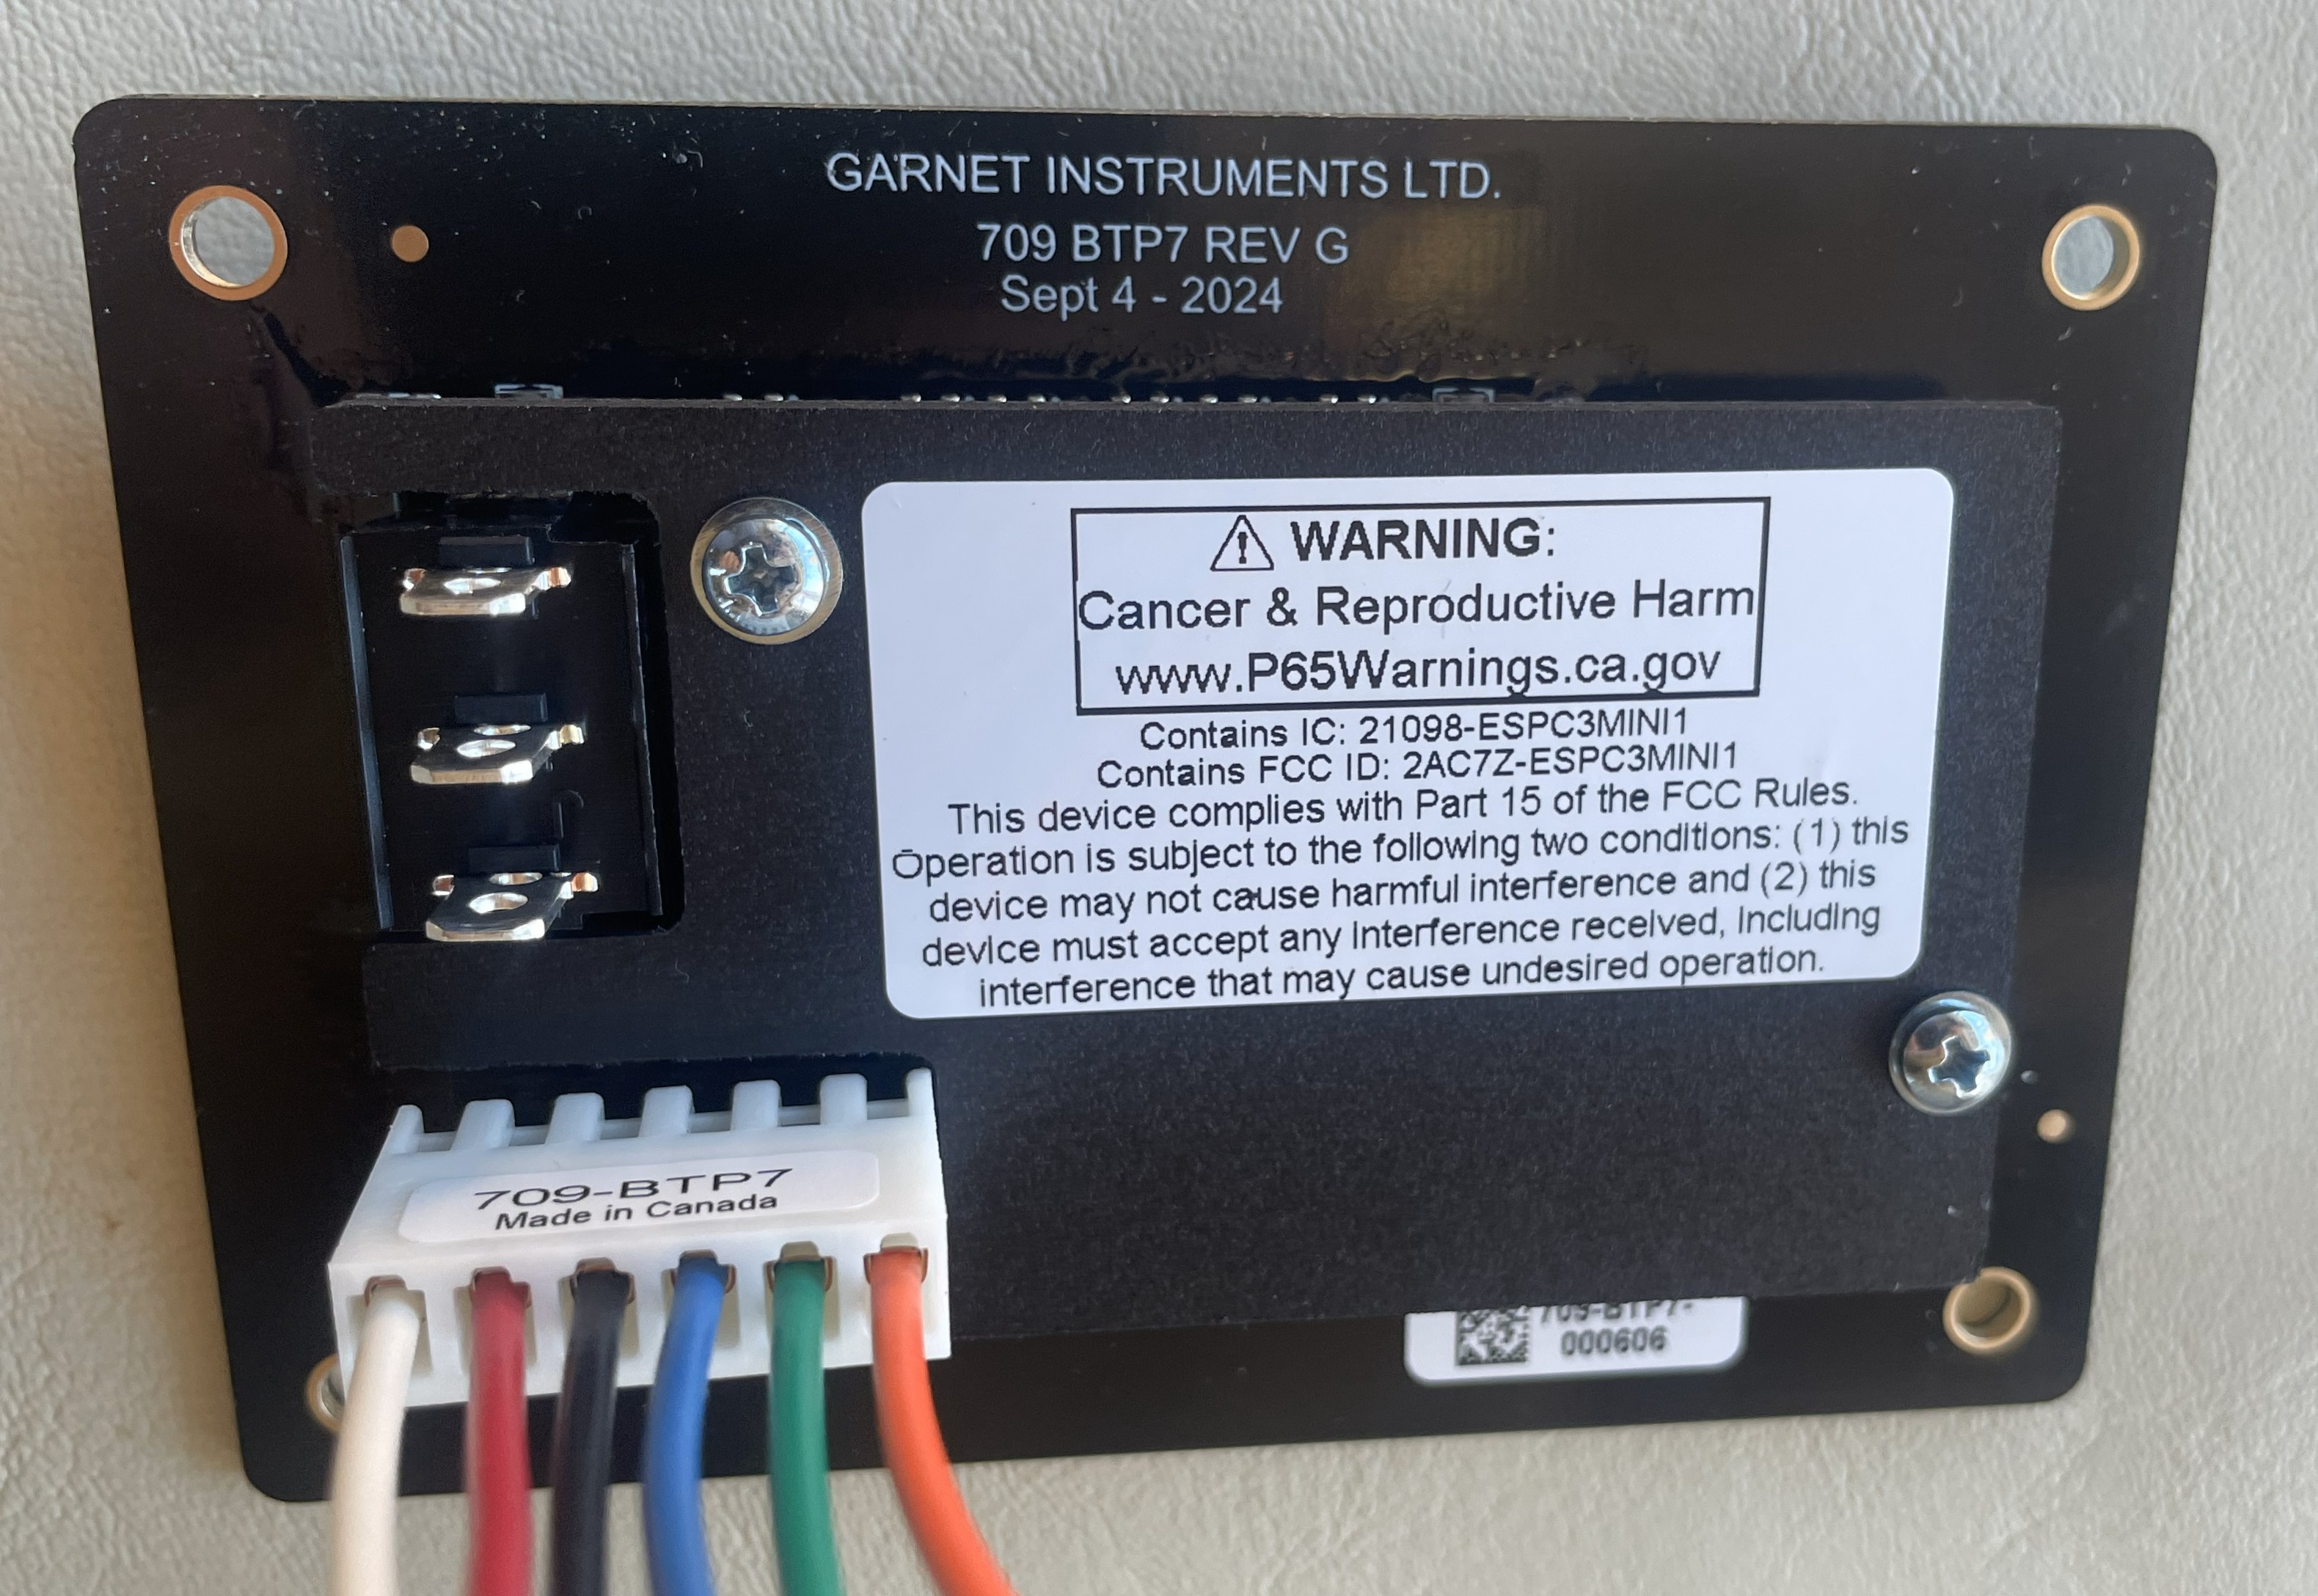 GARNET INSTRUMENTS LTD.
709 BTP7 REV G
Sept 4 - 2024
WARNING:
Cancer & Reproductive Harm
www.P65Warnings.ca.gov
Contains IC: 21098-ESPC3MINI1
Contains FCC ID: 2AC7Z-ESPC3MINI1
This device complies with Part 15 of the FCC Rules.
Operation is subject to the following two conditions: (1) this
device may not cause harmful interference and (2) this
device must accept any interference received, including
interference that may cause undesired operation.
709-BTP7
Made in Canada
709-BTP7-
000606